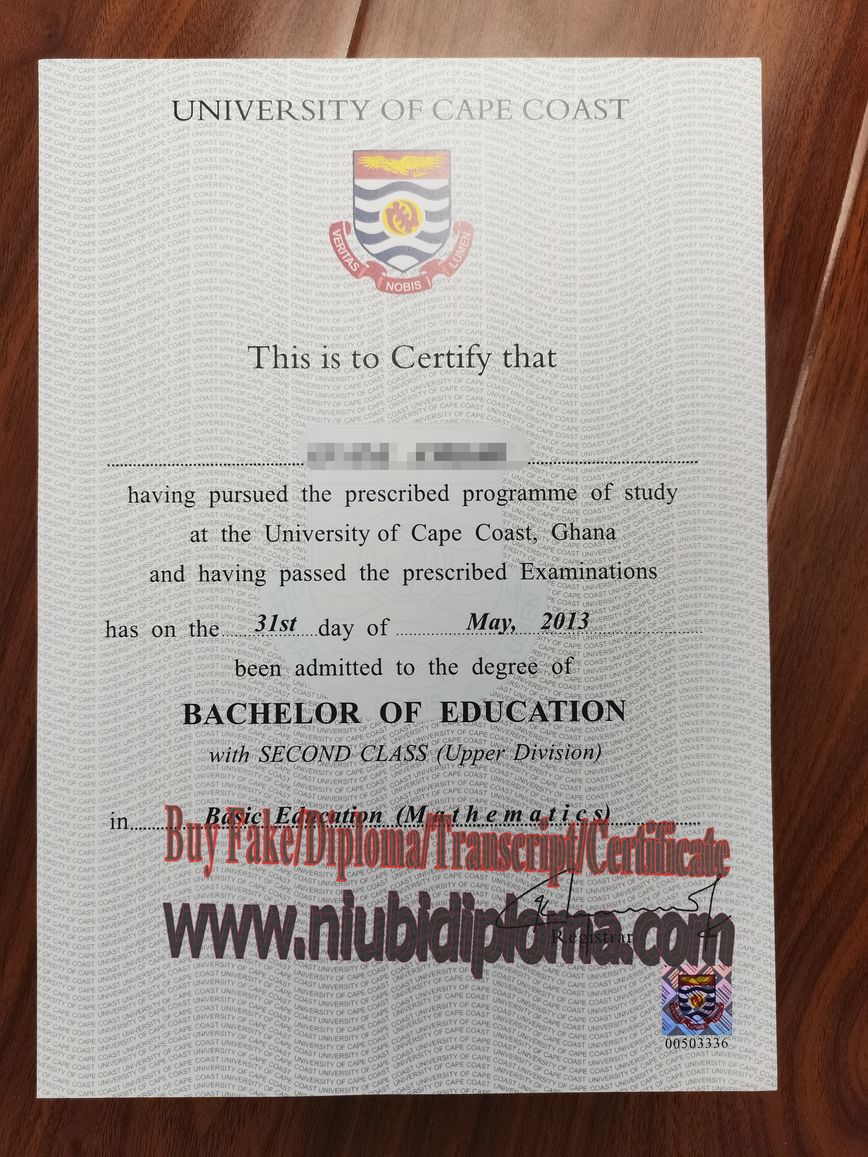 UNIVERSITY OF CAPE COAST
VERITAS NOBIS LUMEN
This is to Certify that
having pursued the prescribed programme of study
at the University of Cape Coast, Ghana
and having passed the prescribed Examinations
has on the 31st day of May, 2013
been admitted to the degree of
BACHELOR OF EDUCATION
with SECOND CLASS (Upper Division)
in Basic Education (Mathematics)
Buy Fake/Diploma/Transcript/Certificate
www.niubidiploma.com
Registrar
00503336